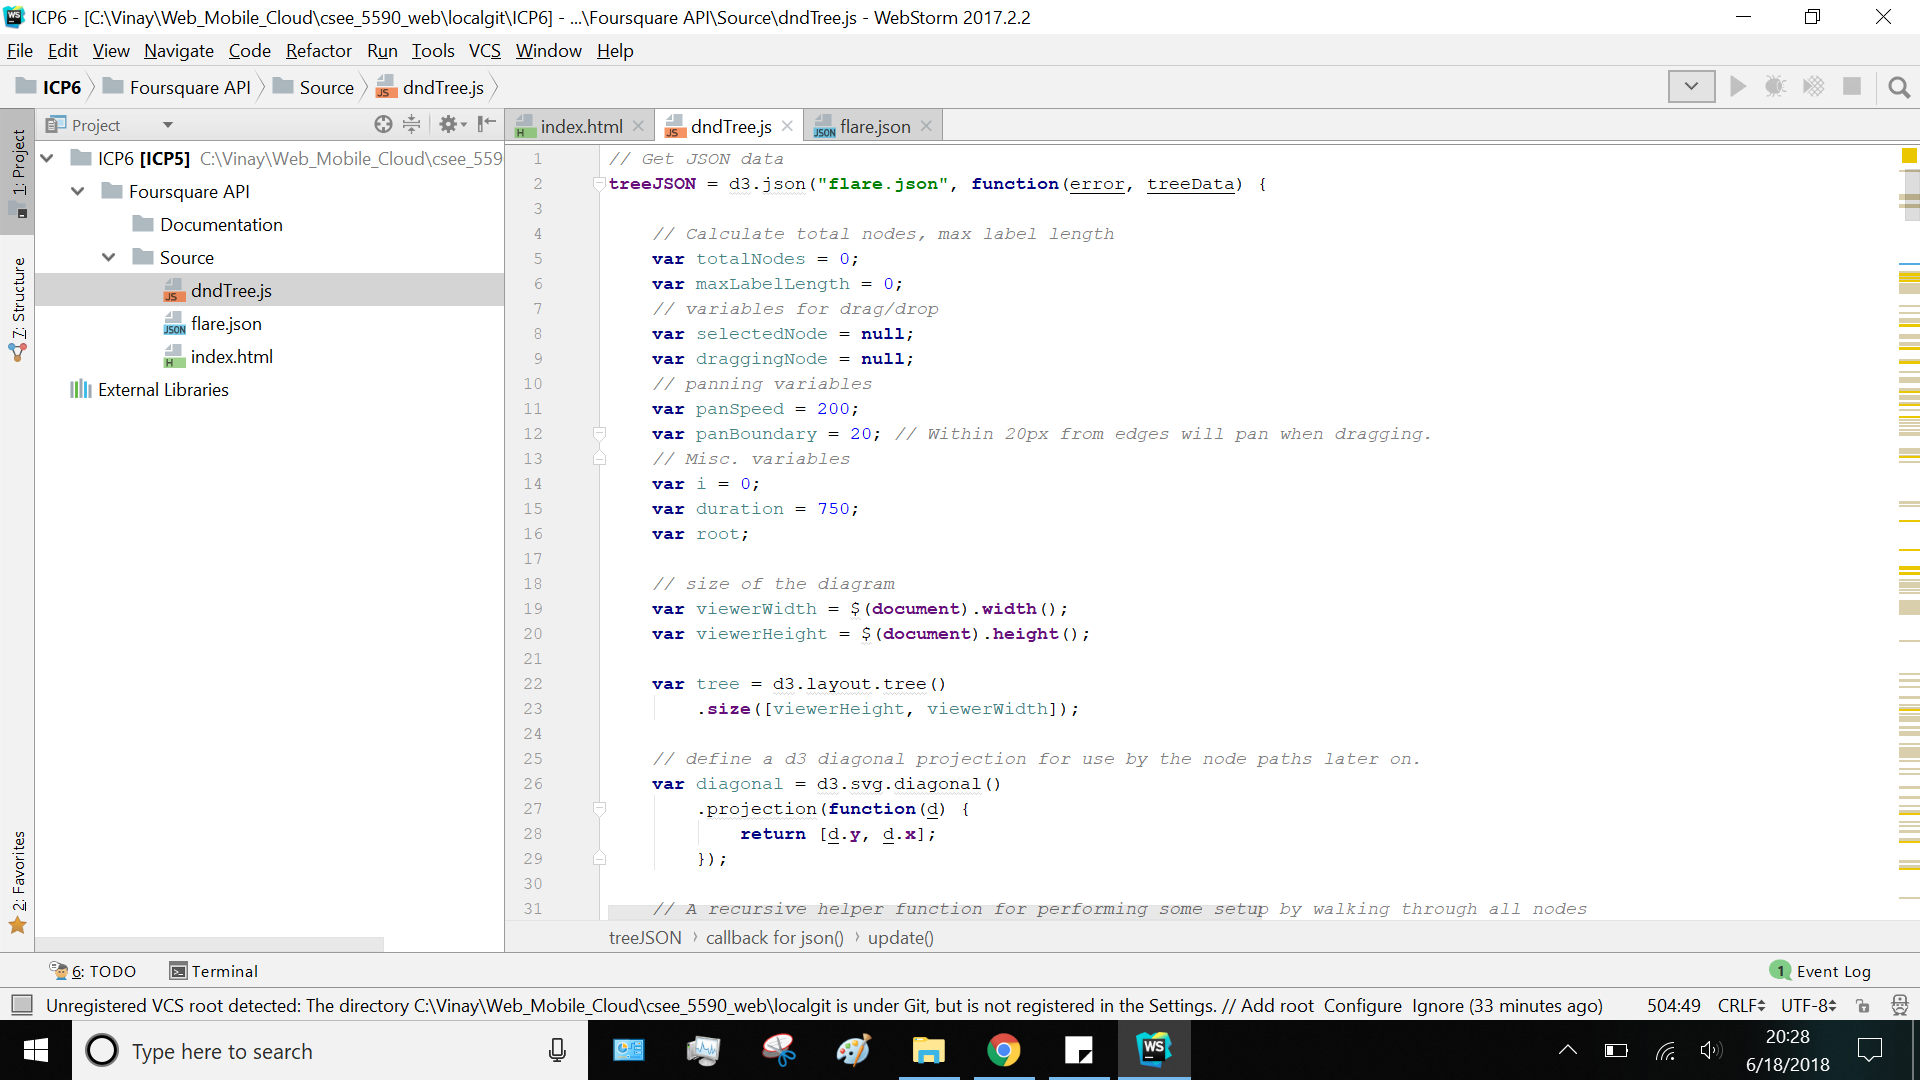 ICP6 - [C:\Vinay\Web_Mobile_Cloud\csee_5590_web\localgit\ICP6] - ...\Foursquare API\Source\dndTree.js - WebStorm 2017.2.2
File Edit View Navigate Code Refactor Run Tools VCS Window Help
ICP6 Foursquare API Source dndTree.js
Project
index.html dndTree.js flare.json
1: Project
7: Structure
2: Favorites
ICP6 [ICP5] C:\Vinay\Web_Mobile_Cloud\csee_559
Foursquare API
Documentation
Source
dndTree.js
flare.json
index.html
External Libraries
1 // Get JSON data
2 treeJSON = d3.json("flare.json", function(error, treeData) {
3
4 // Calculate total nodes, max label length
5 var totalNodes = 0;
6 var maxLabelLength = 0;
7 // variables for drag/drop
8 var selectedNode = null;
9 var draggingNode = null;
10 // panning variables
11 var panSpeed = 200;
12 var panBoundary = 20; // Within 20px from edges will pan when dragging.
13 // Misc. variables
14 var i = 0;
15 var duration = 750;
16 var root;
17
18 // size of the diagram
19 var viewerWidth = $(document).width();
20 var viewerHeight = $(document).height();
21
22 var tree = d3.layout.tree()
23 .size([viewerHeight, viewerWidth]);
24
25 // define a d3 diagonal projection for use by the node paths later on.
26 var diagonal = d3.svg.diagonal()
27 .projection(function(d) {
28 return [d.y, d.x];
29 });
30
31 // A recursive helper function for performing some setup by walking through all nodes
treeJSON › callback for json() › update()
6: TODO Terminal
1 Event Log
Unregistered VCS root detected: The directory C:\Vinay\Web_Mobile_Cloud\csee_5590_web\localgit is under Git, but is not registered in the Settings. // Add root Configure Ignore (33 minutes ago)
504:49 CRLF UTF-8
Type here to search
WS
20:28
6/18/2018